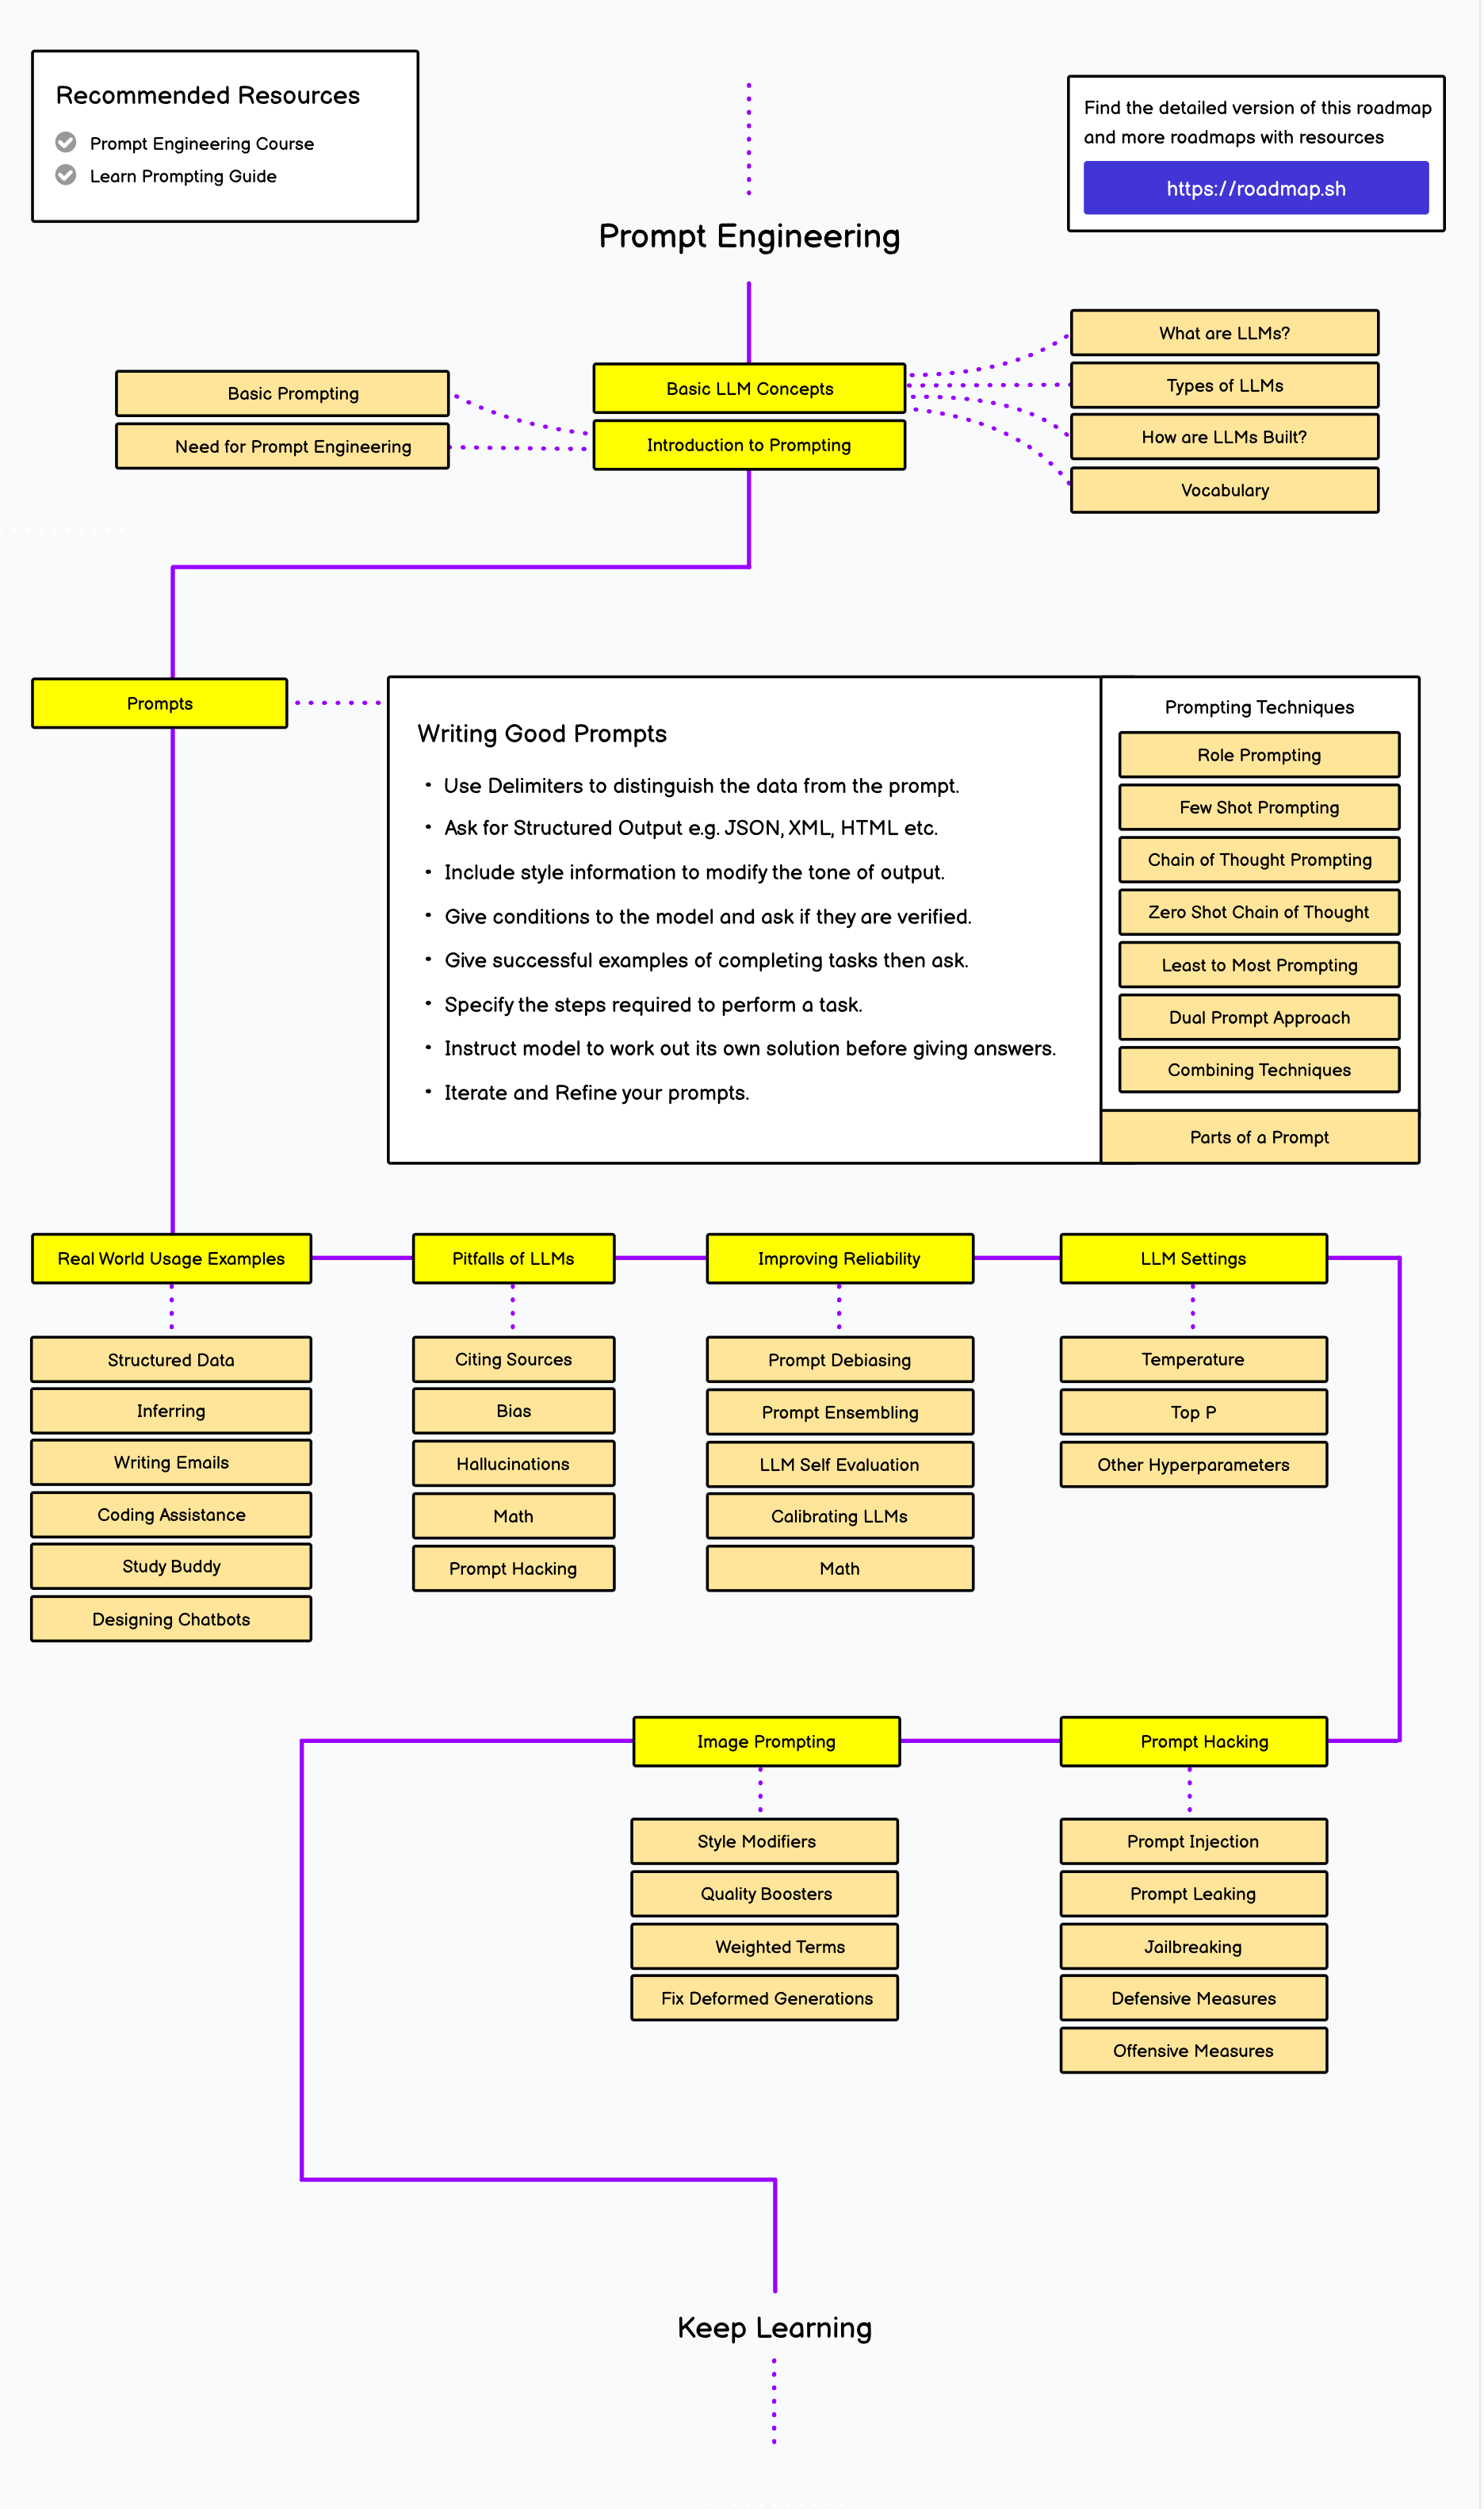 Recommended Resources
Prompt Engineering Course
Learn Prompting Guide
Find the detailed version of this roadmap
and more roadmaps with resources
https://roadmap.sh
Prompt Engineering
Basic LLM Concepts
What are LLMs?
Types of LLMs
How are LLMs Built?
Vocabulary
Introduction to Prompting
Basic Prompting
Need for Prompt Engineering
Prompts
Writing Good Prompts
• Use Delimiters to distinguish the data from the prompt.
• Ask for Structured Output e.g. JSON, XML, HTML etc.
• Include style information to modify the tone of output.
• Give conditions to the model and ask if they are verified.
• Give successful examples of completing tasks then ask.
• Specify the steps required to perform a task.
• Instruct model to work out its own solution before giving answers.
• Iterate and Refine your prompts.
Prompting Techniques
Role Prompting
Few Shot Prompting
Chain of Thought Prompting
Zero Shot Chain of Thought
Least to Most Prompting
Dual Prompt Approach
Combining Techniques
Parts of a Prompt
Real World Usage Examples
Structured Data
Inferring
Writing Emails
Coding Assistance
Study Buddy
Designing Chatbots
Pitfalls of LLMs
Citing Sources
Bias
Hallucinations
Math
Prompt Hacking
Improving Reliability
Prompt Debiasing
Prompt Ensembling
LLM Self Evaluation
Calibrating LLMs
Math
LLM Settings
Temperature
Top P
Other Hyperparameters
Prompt Hacking
Prompt Injection
Prompt Leaking
Jailbreaking
Defensive Measures
Offensive Measures
Image Prompting
Style Modifiers
Quality Boosters
Weighted Terms
Fix Deformed Generations
Keep Learning